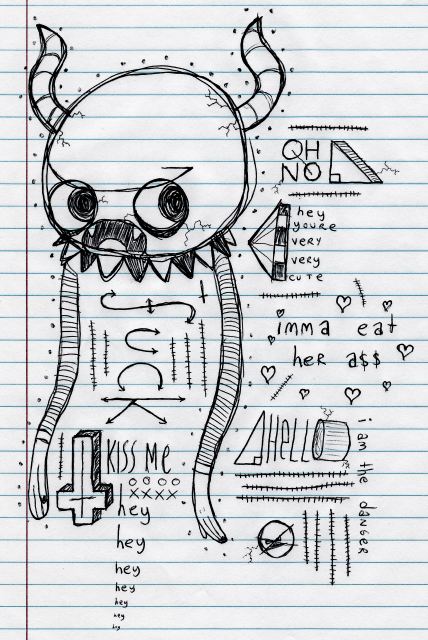 OH
NO
hey
youre
very
very
cute
imma eat
her a$$
FUCK
HELL
i am the danger
KISS Me
OOOO
XXXX
hey
hey
hey
hey
hey
hey
hey